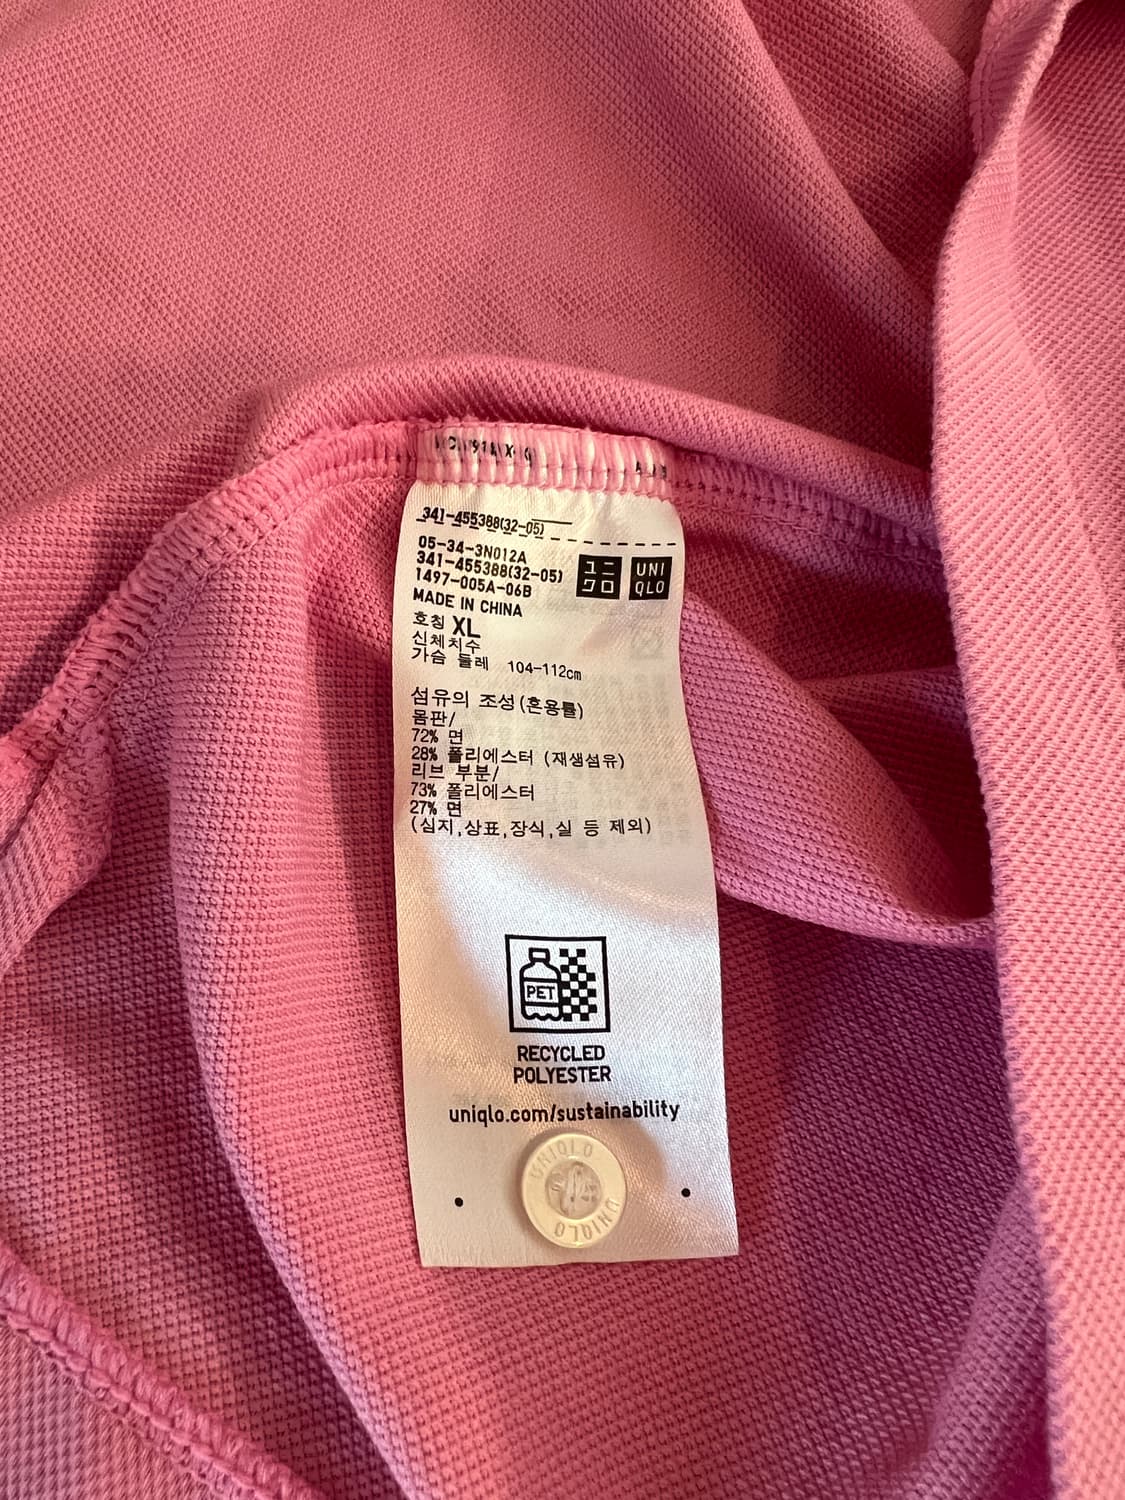 341-455388(32-05)
05-34-3N012A
341-455388(32-05)
1497-005A-06B
ユニ
クロ
UNI
QLO
MADE IN CHINA
호칭 XL
신체치수
가슴 둘레 104-112cm
섬유의 조성(혼용률)
몸판/
72% 면
28% 폴리에스터 (재생섬유)
리브 부분/
73% 폴리에스터
27% 면
(심지,상표,장식,실 등 제외)
PET
RECYCLED
POLYESTER
uniqlo.com/sustainability
UNIQLO
UNIQLO